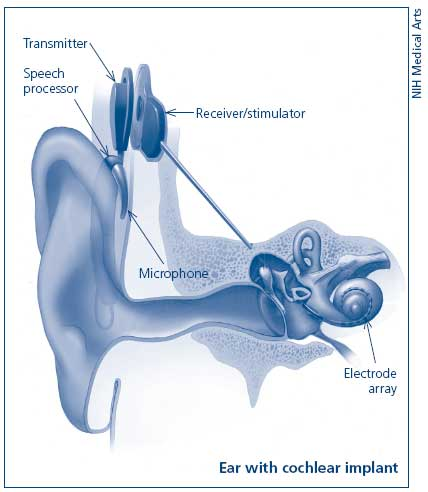 Transmitter
Speech
processor
Receiver/stimulator
Microphone
Electrode
array
Ear with cochlear implant
NIH Medical Arts